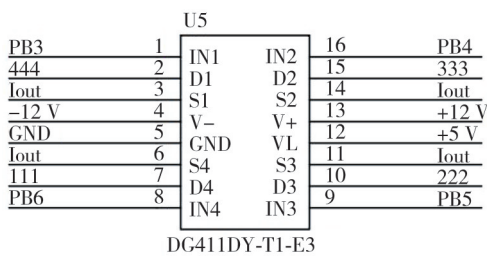 U5
PB3 1 IN1 IN2 16 PB4
444 2 D1 D2 15 333
Iout 3 S1 S2 14 Iout
−12 V 4 V− V+ 13 +12 V
GND 5 GND VL 12 +5 V
Iout 6 S4 S3 11 Iout
111 7 D4 D3 10 222
PB6 8 IN4 IN3 9 PB5
DG411DY-T1-E3